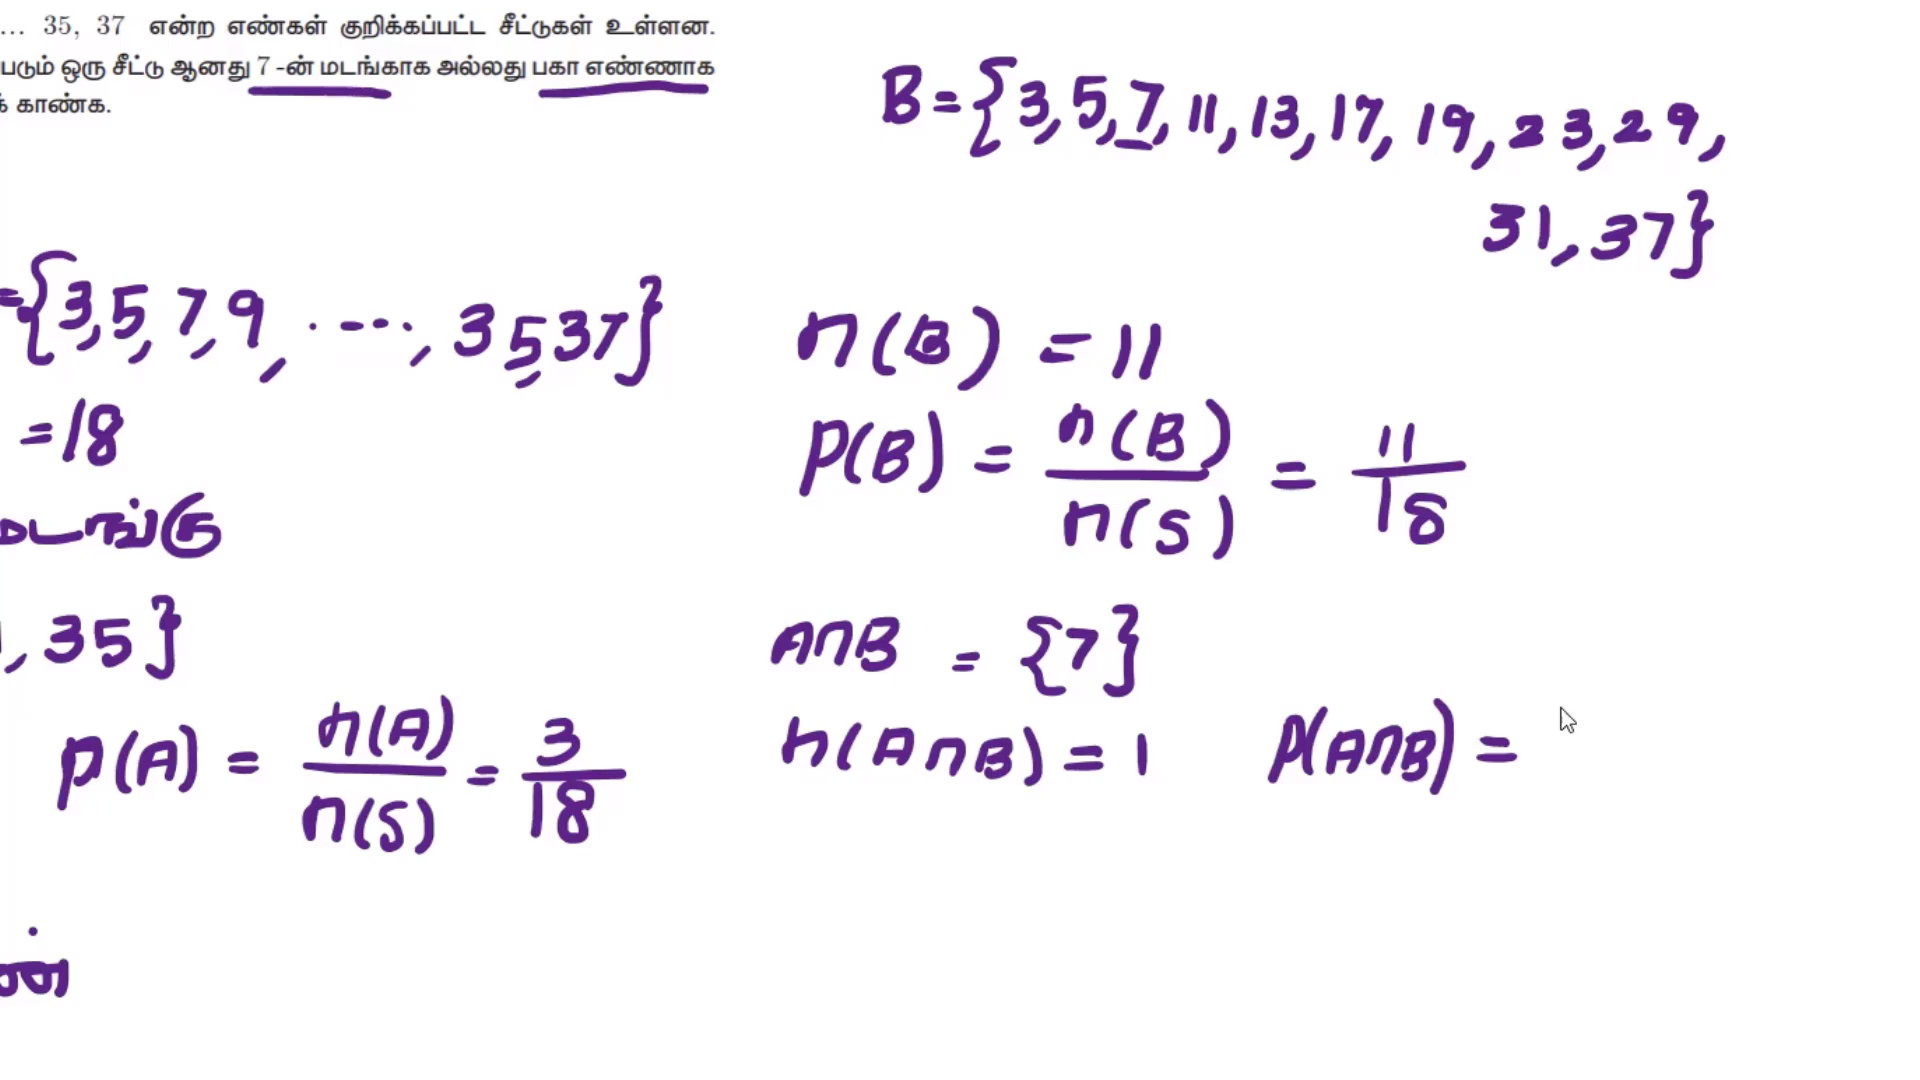 ... 35, 37 என்ற எண்கள் குறிக்கப்பட்ட சீட்டுகள் உள்ளன.
படும் ஒரு சீட்டு ஆனது 7 -ன் மடங்காக அல்லது பகா எண்ணாக
காண்க.
={3,5,7,9, ....., 35,37}
=18
மடங்கு
, 35}
P(A) = n(A)/n(S) = 3/18
B={3,5,7,11,13,17,19,23,29,
31,37}
n(B) = 11
P(B) = n(B)/n(S) = 11/18
A∩B = {7}
n(A∩B) = 1 P(A∩B) =